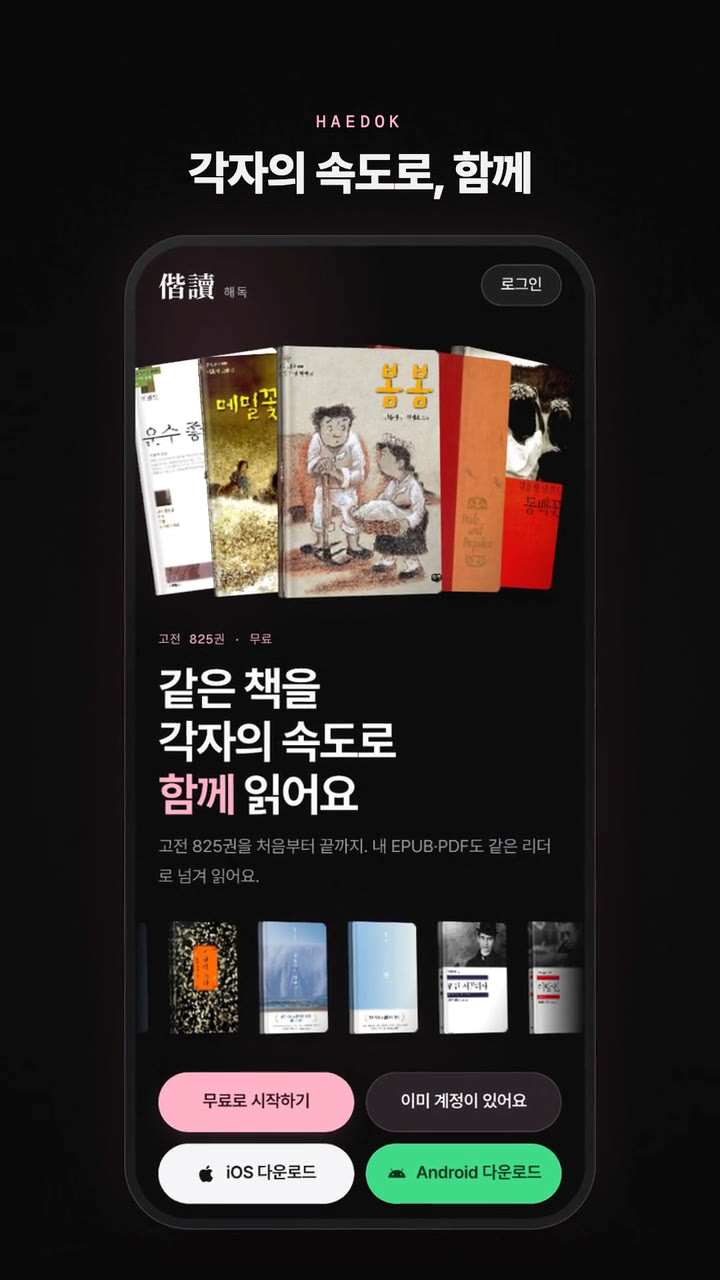 HAEDOK
각자의 속도로, 함께
偕讀 해독
로그인
운수
메밀꽃
봄봄
Pride
and
Prejudice
동백꽃
고전 825권 · 무료
같은 책을
각자의 속도로
함께 읽어요
고전 825권을 처음부터 끝까지. 내 EPUB·PDF도 같은 리더
로 넘겨 읽어요.
무료로 시작하기
이미 계정이 있어요
iOS 다운로드
Android 다운로드